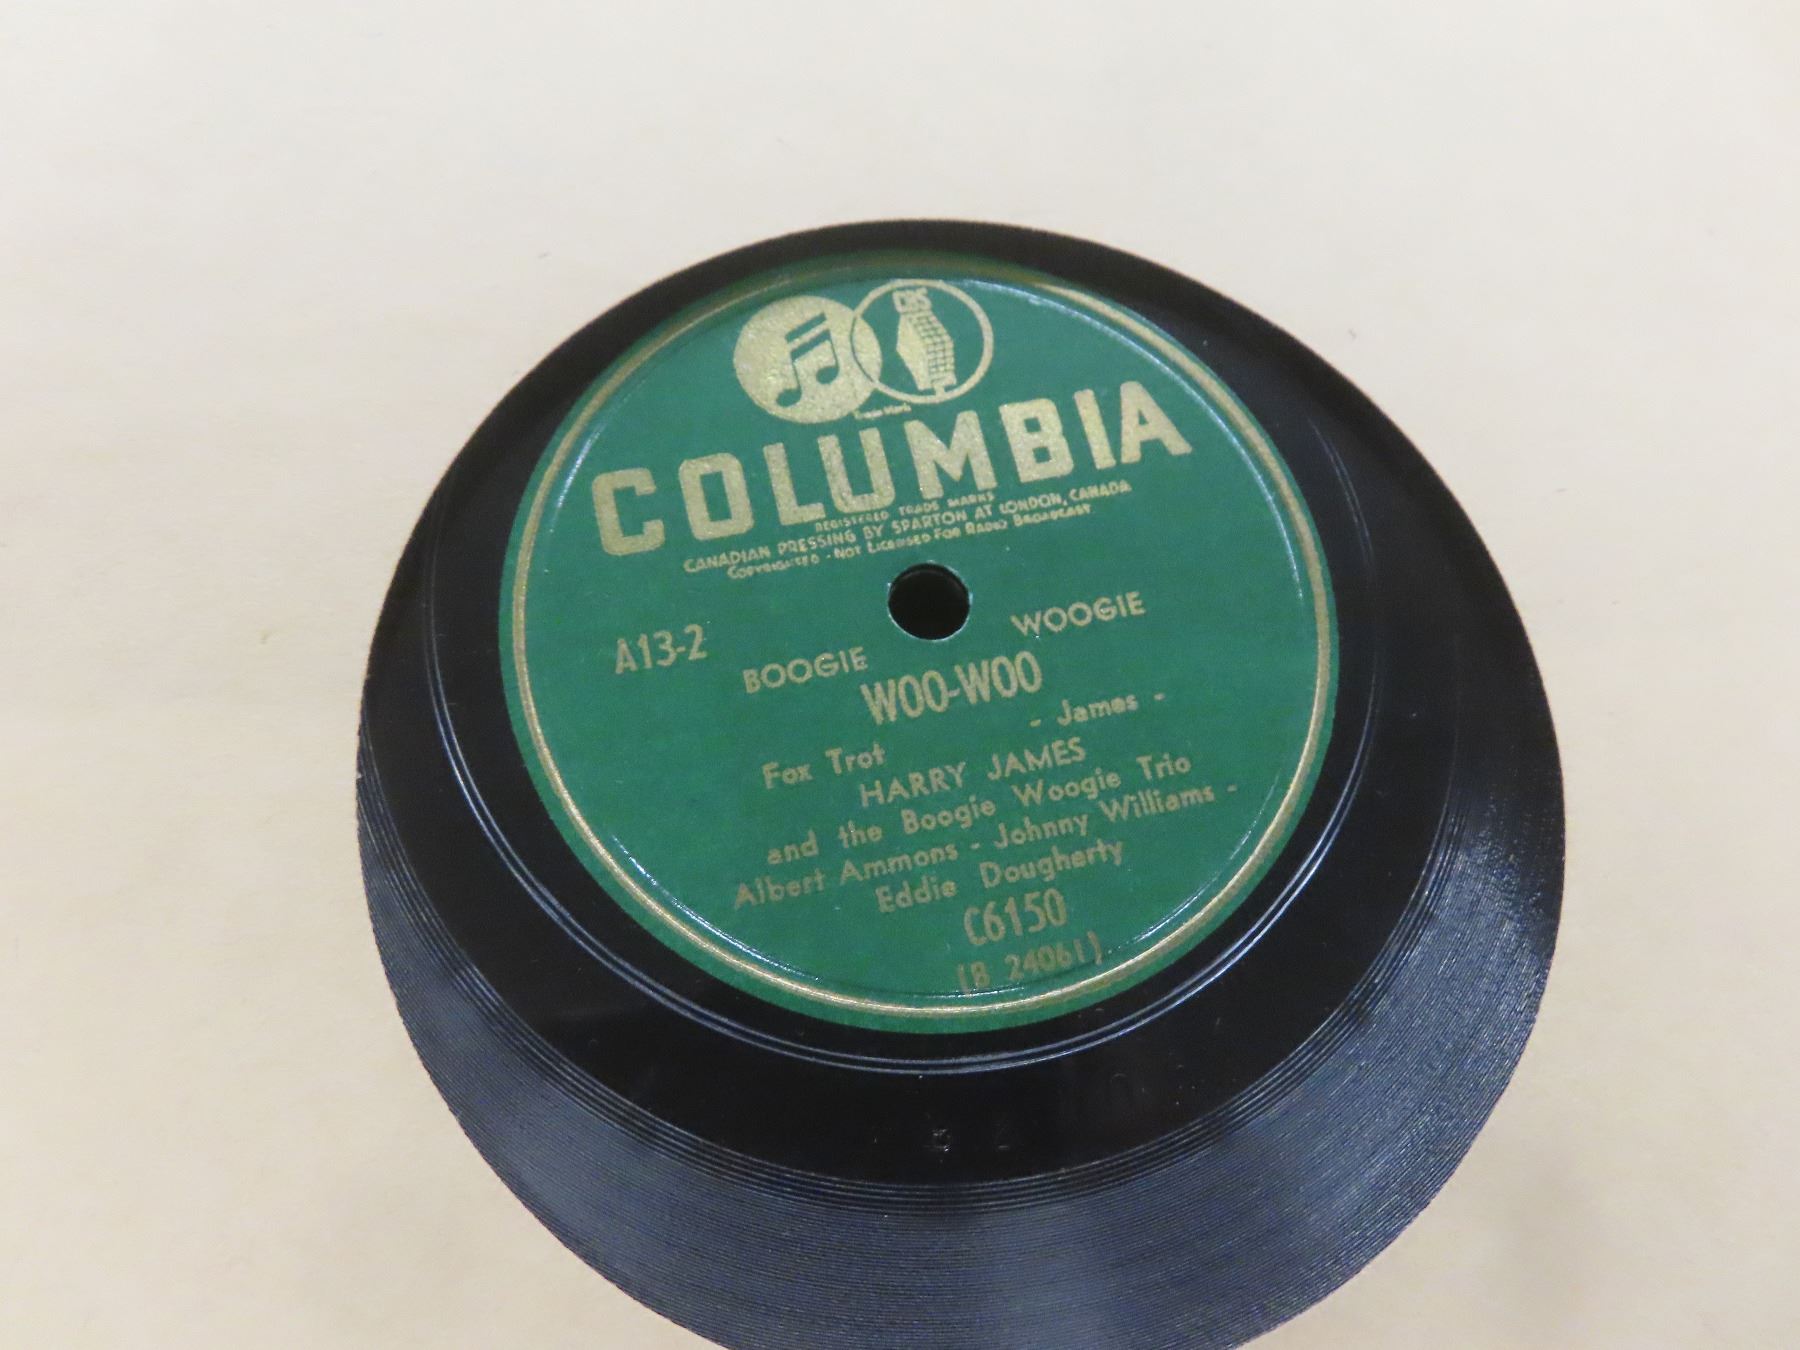 CBS
Trade Marks
COLUMBIA
REGISTERED TRADE MARKS
CANADIAN PRESSING BY SPARTON AT LONDON, CANADA
COPYRIGHTED - NOT LICENSED FOR RADIO BROADCAST
A13-2
BOOGIE WOOGIE
WOO-WOO
- James -
Fox Trot
HARRY JAMES
and the Boogie Woogie Trio
Albert Ammons - Johnny Williams -
Eddie Dougherty
C6150
(B 24061)